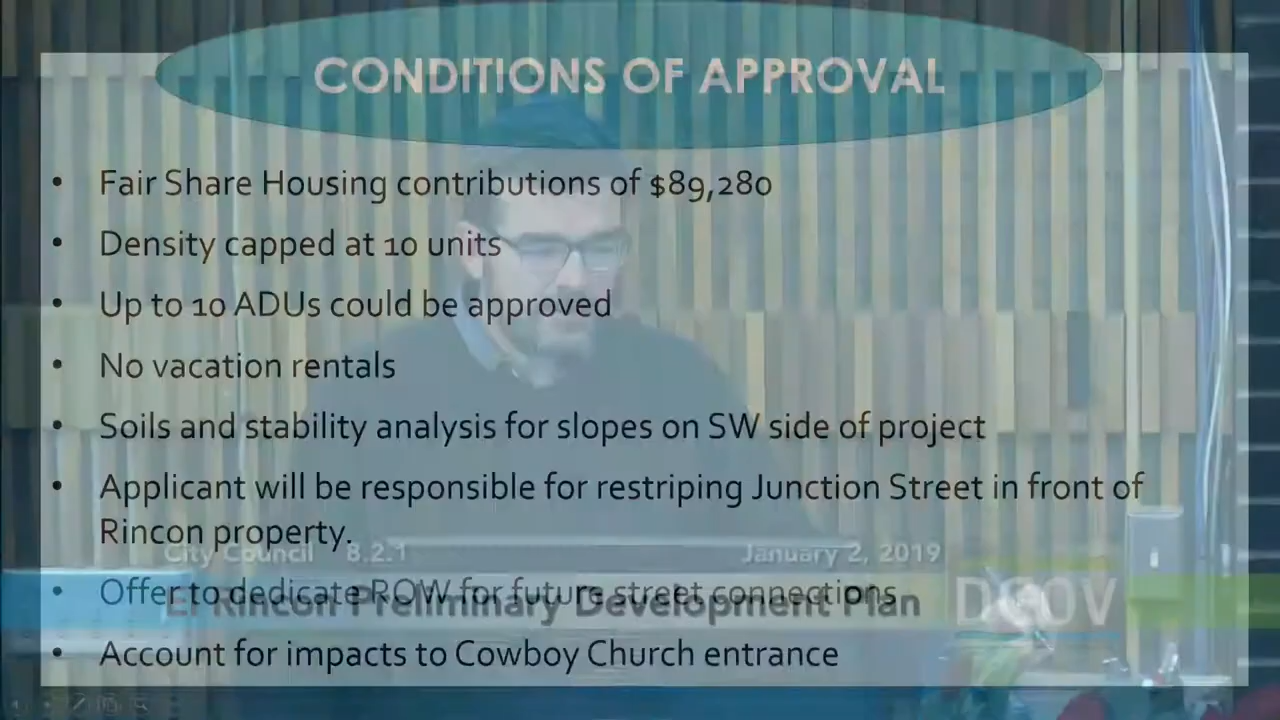 CONDITIONS OF APPROVAL
• Fair Share Housing contributions of $89,280
• Density capped at 10 units
• Up to 10 ADUs could be approved
• No vacation rentals
• Soils and stability analysis for slopes on SW side of project
• Applicant will be responsible for restriping Junction Street in front of
Rincon property.
City Council 8.2.1 January 2, 2019
• Offer to dedicate ROW for future street connections
El Rincon Preliminary Development Plan
• Account for impacts to Cowboy Church entrance